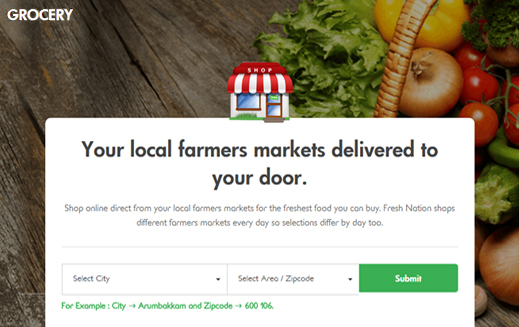 GROCERY
SHOP
Your local farmers markets delivered to
your door.
Shop online direct from your local farmers markets for the freshest food you can buy. Fresh Nation shops
different farmers markets every day so selections differ by day too.
Select City
Select Area / Zipcode
Submit
For Example : City → Arumbakkam and Zipcode → 600 106.